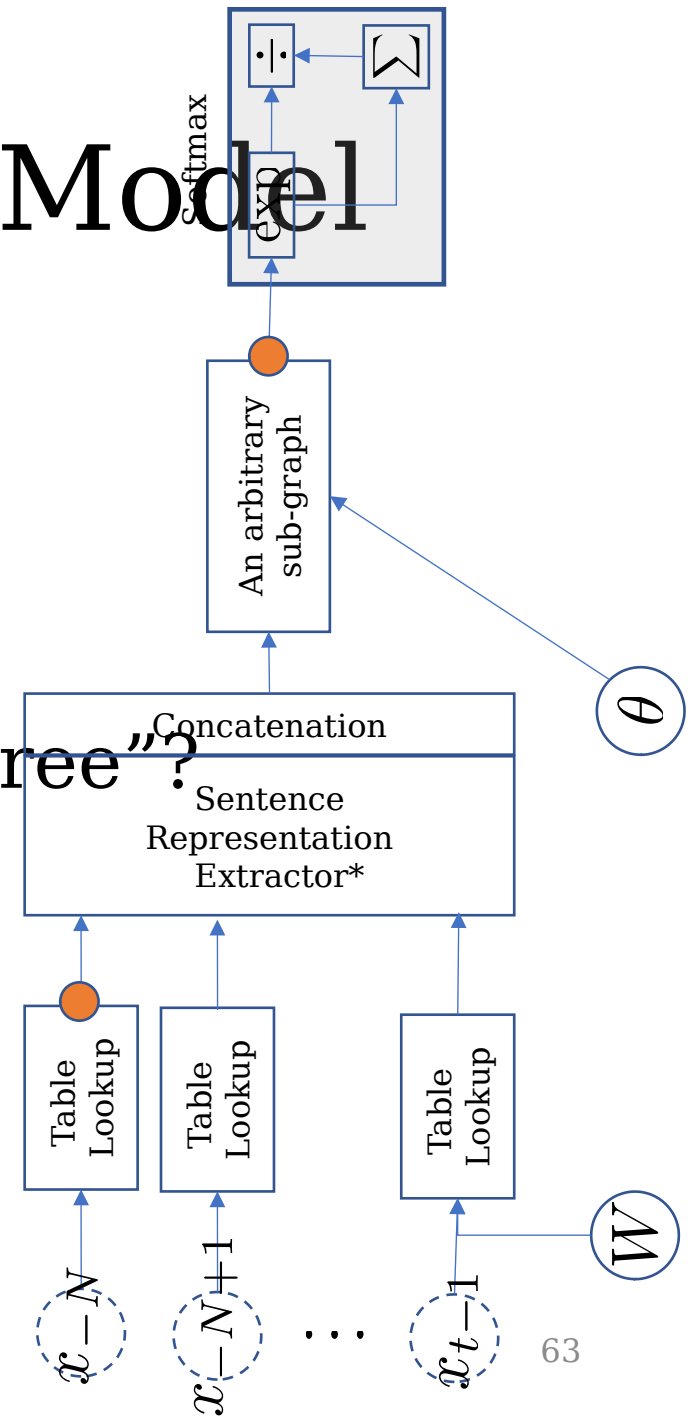 Softmax
÷
Σ
Model
exp
An arbitrary
sub-graph
θ
Concatenation
ree”?
Sentence
Representation
Extractor*
Table
Lookup
Table
Lookup
Table
Lookup
W
x−N
x−N+1
...
xt−1
63